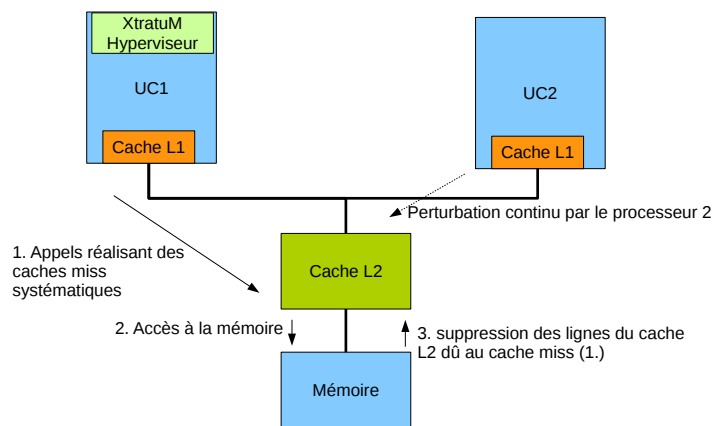 XtratuM
Hyperviseur
UC1
Cache L1
UC2
Cache L1
Perturbation continu par le processeur 2
1. Appels réalisant des
caches miss
systématiques
Cache L2
2. Accès à la mémoire
3. suppression des lignes du cache
L2 dû au cache miss (1.)
Mémoire